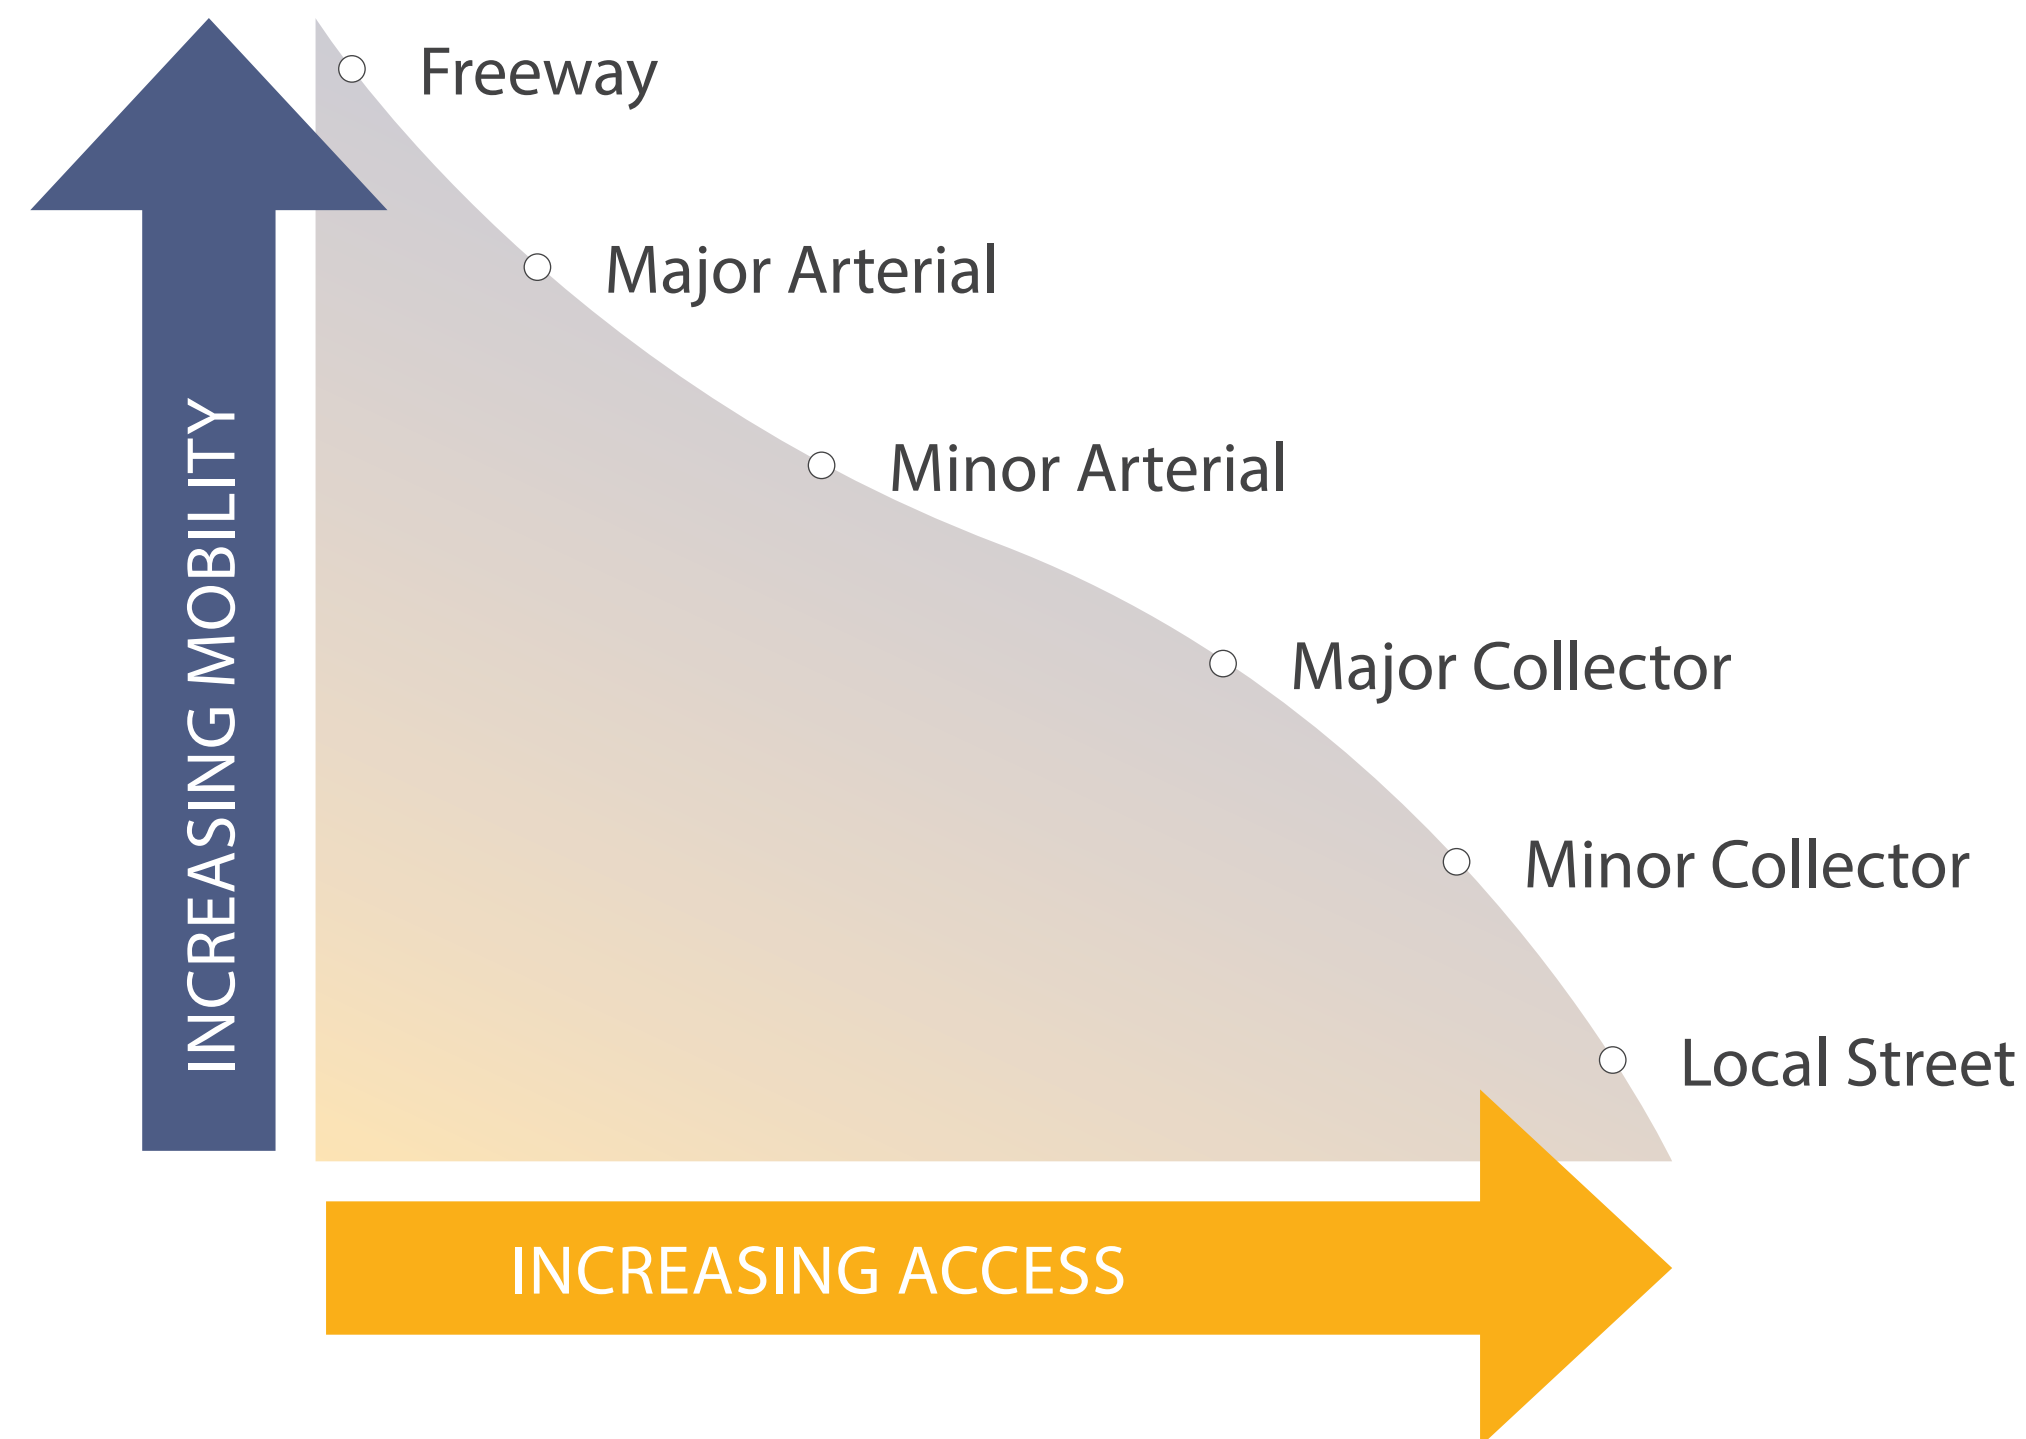 Freeway
Major Arterial
Minor Arterial
Major Collector
Minor Collector
Local Street
INCREASING MOBILITY
INCREASING ACCESS